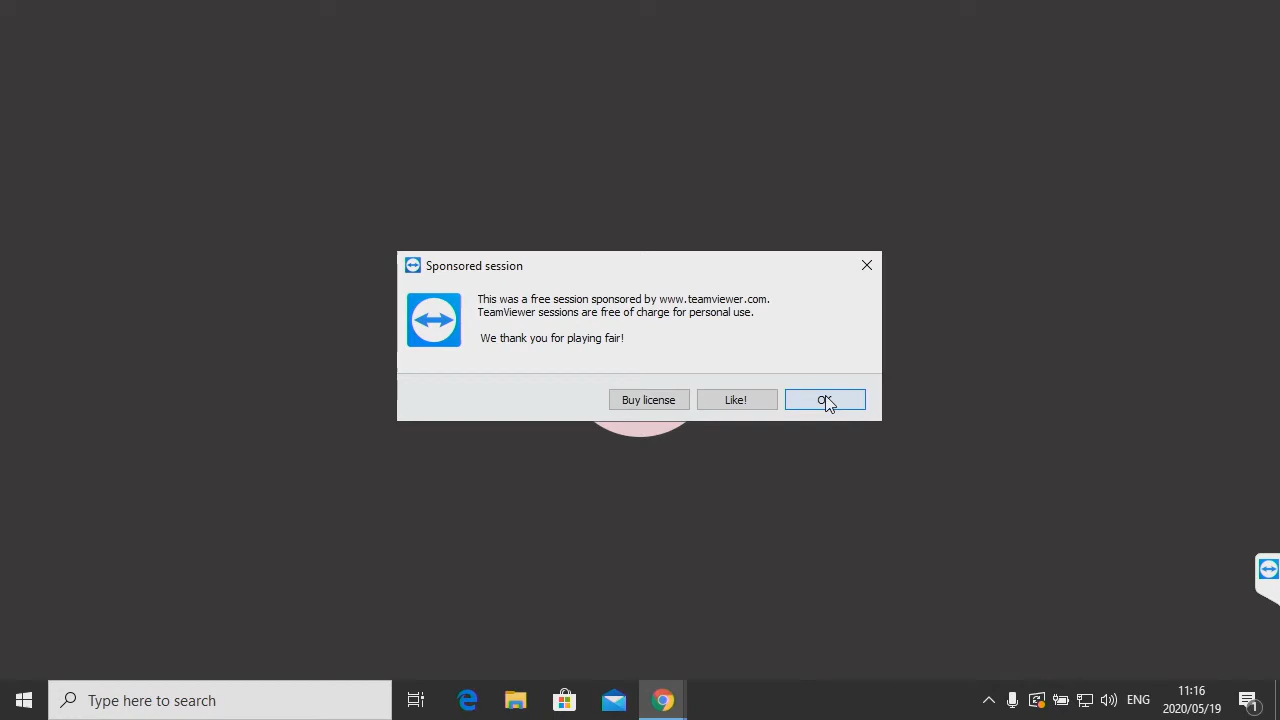 Sponsored session
This was a free session sponsored by www.teamviewer.com.
TeamViewer sessions are free of charge for personal use.
We thank you for playing fair!
Buy license Like! OK
Type here to search
ENG
11:16
2020/05/19
1